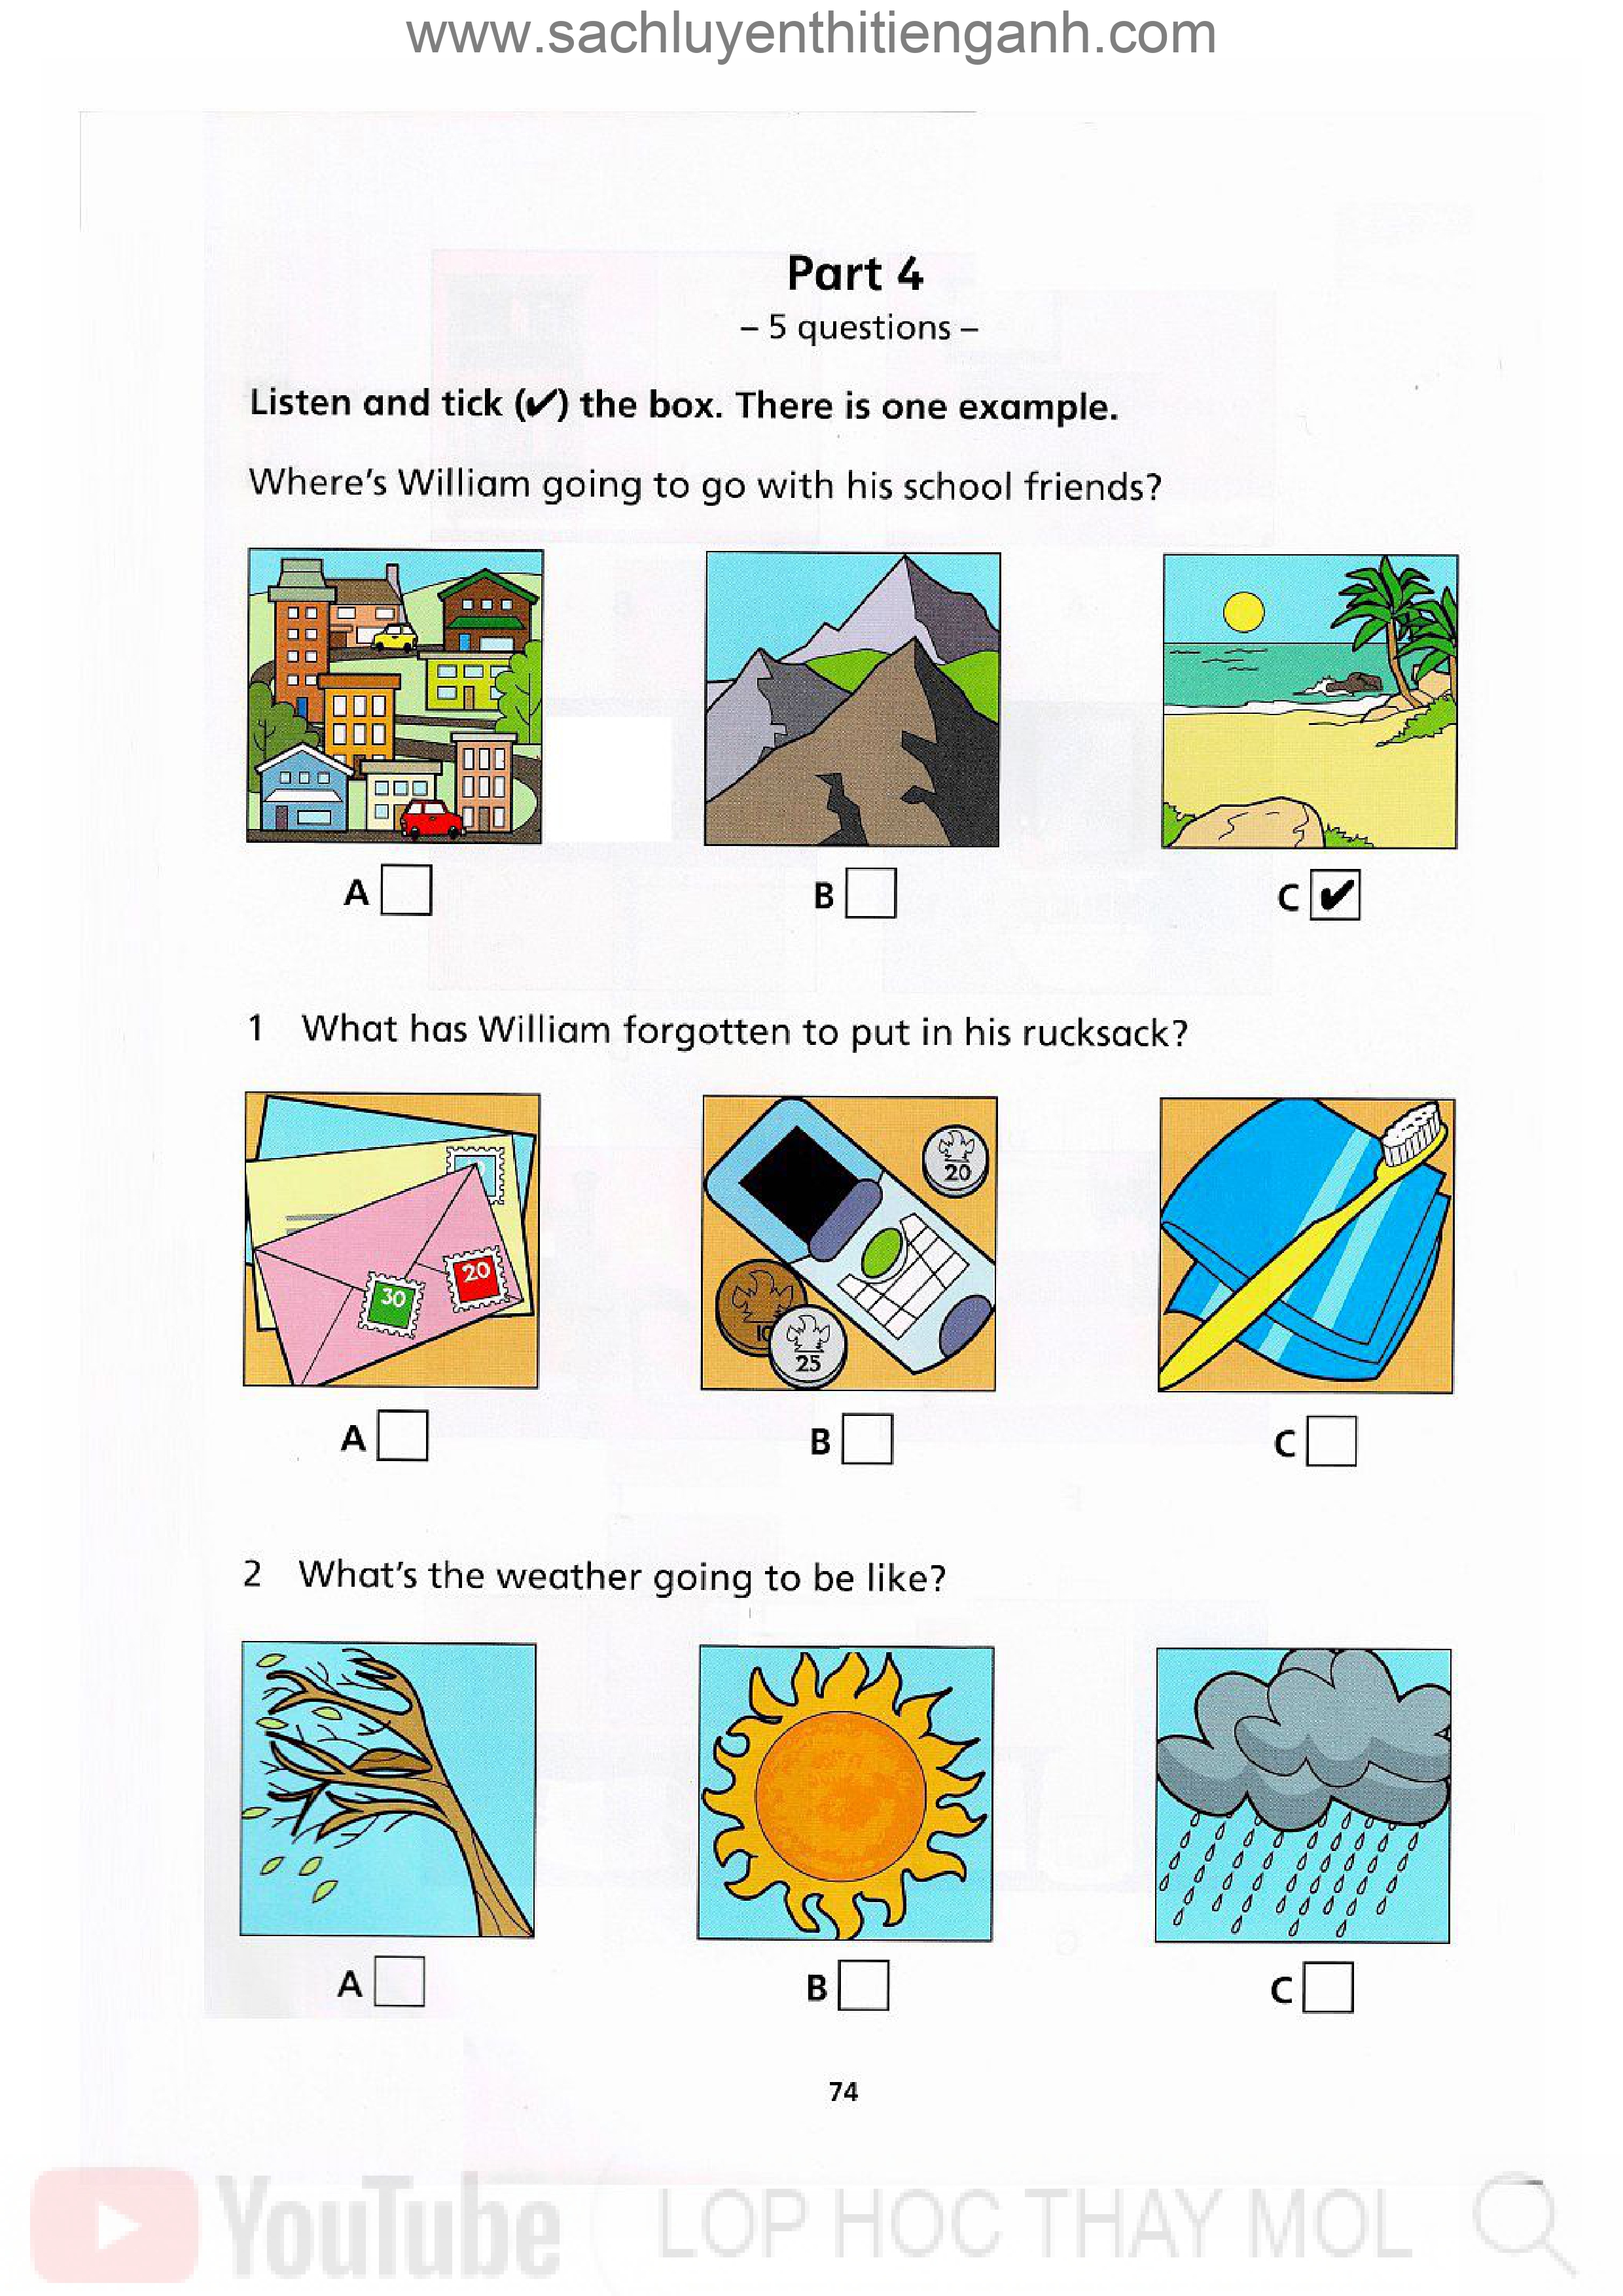 www.sachluyenthitienganh.com
Part 4
– 5 questions –
Listen and tick (✔) the box. There is one example.
Where's William going to go with his school friends?
A
B
C ✔
1 What has William forgotten to put in his rucksack?
30
20
20
10
25
A
B
C
2 What's the weather going to be like?
A
B
C
74
YouTube
LOP HOC THAY MOL